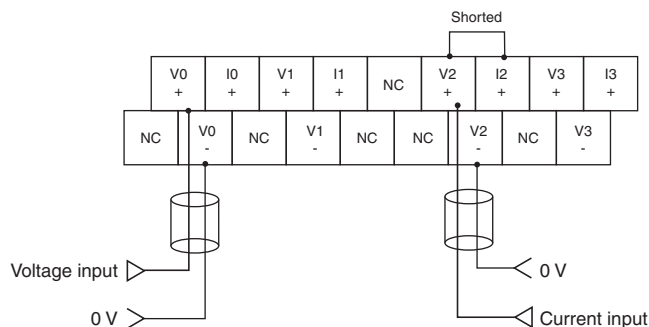 Shorted
V0 I0 V1 I1 NC V2 I2 V3 I3
+ + + + + + + +
NC V0 NC V1 NC NC V2 NC V3
- - - -
Voltage input
0 V
0 V
Current input